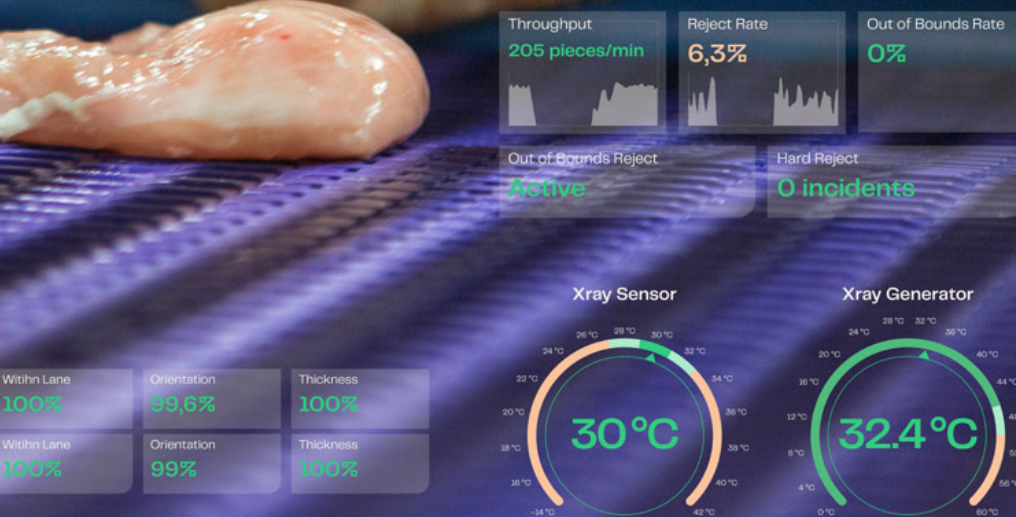 Throughput
205 pieces/min
Reject Rate
6,3%
Out of Bounds Rate
0%
Out of Bounds Reject
Active
Hard Reject
0 incidents
Witihn Lane
100%
Orientation
99,6%
Thickness
100%
Witihn Lane
100%
Orientation
99%
Thickness
100%
Xray Sensor
-14 °C
16 °C
18 °C
20 °C
22 °C
24 °C
26 °C
28 °C
30 °C
32 °C
34 °C
36 °C
38 °C
40 °C
42 °C
30 °C
Xray Generator
0 °C
4 °C
8 °C
12 °C
16 °C
20 °C
24 °C
28 °C
32 °C
36 °C
40 °C
44 °C
56 °C
60 °C
32.4 °C